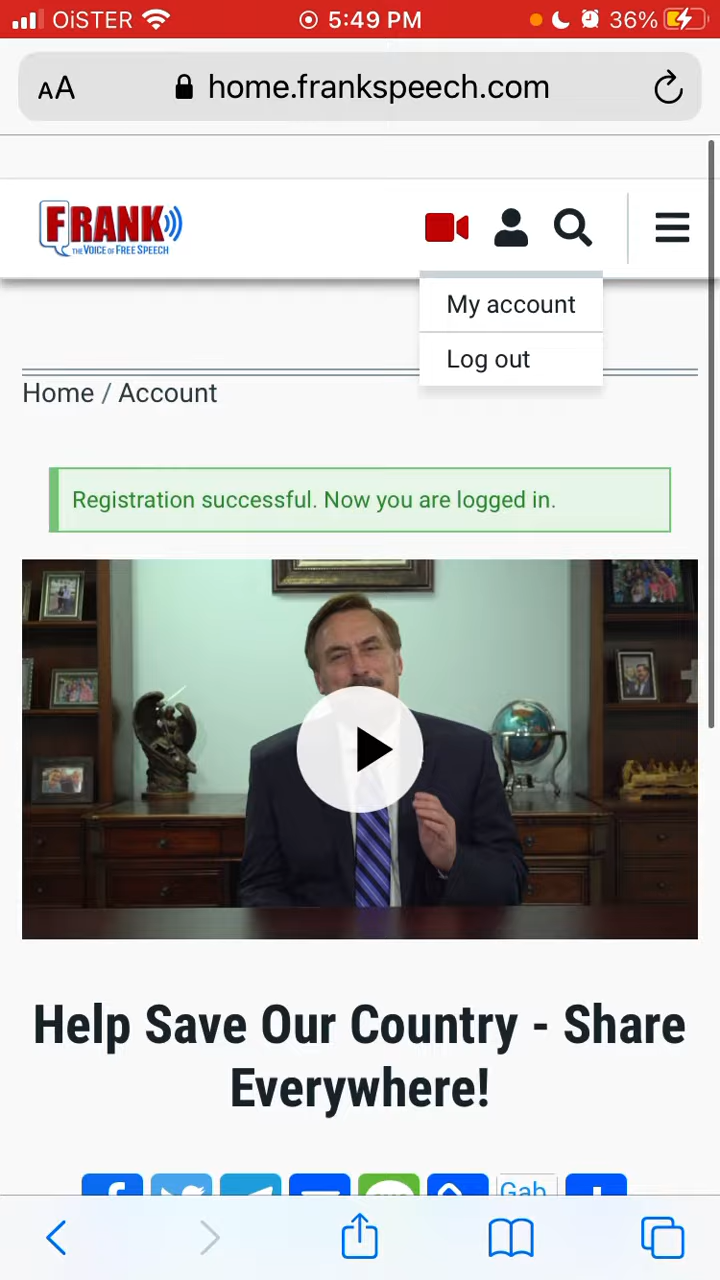 OiSTER
5:49 PM
36%
AA
home.frankspeech.com
FRANK
THE VOICE OF FREE SPEECH
My account
Log out
Home / Account
Registration successful. Now you are logged in.
Help Save Our Country - Share
Everywhere!
Gab